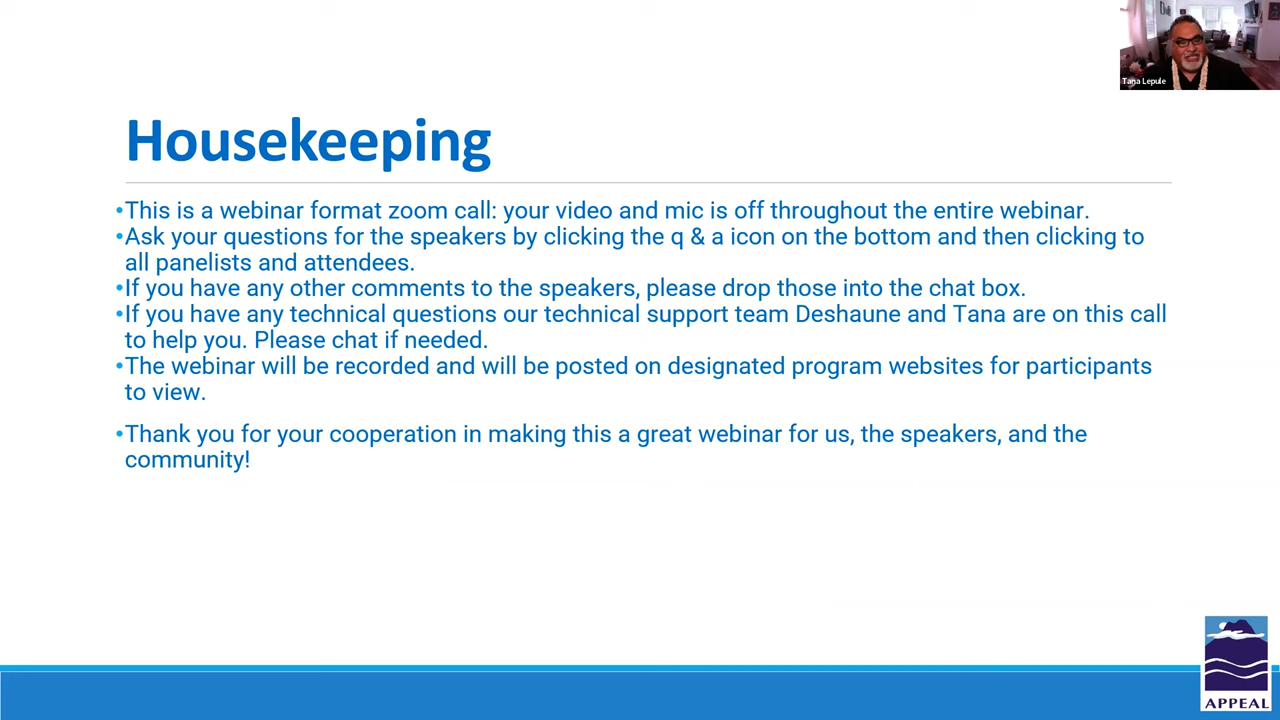 Tana Lepule
Housekeeping
•This is a webinar format zoom call: your video and mic is off throughout the entire webinar.
•Ask your questions for the speakers by clicking the q & a icon on the bottom and then clicking to
all panelists and attendees.
•If you have any other comments to the speakers, please drop those into the chat box.
•If you have any technical questions our technical support team Deshaune and Tana are on this call
to help you. Please chat if needed.
•The webinar will be recorded and will be posted on designated program websites for participants
to view.
•Thank you for your cooperation in making this a great webinar for us, the speakers, and the
community!
APPEAL